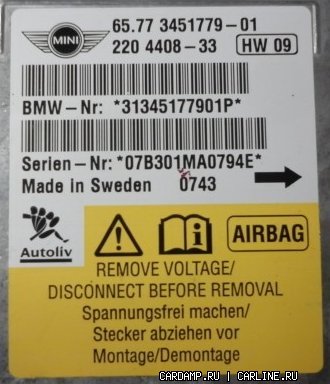 MINI
65.77 3451779-01
220 4408-33 HW 09
BMW-Nr: *31345177901P*
Serien-Nr: *07B301MA0794E*
Made in Sweden 0743
Autoliv
AIRBAG
REMOVE VOLTAGE/
DISCONNECT BEFORE REMOVAL
Spannungsfrei machen/
Stecker abziehen vor
Montage/Demontage
CARDAMP.RU | CARLINE.RU